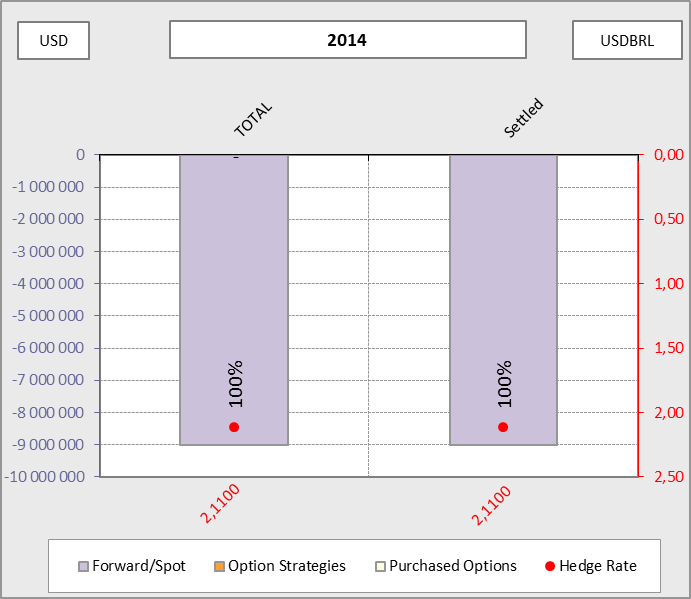 USD
2014
USDBRL
TOTAL
Settled
0
-1 000 000
-2 000 000
-3 000 000
-4 000 000
-5 000 000
-6 000 000
-7 000 000
-8 000 000
-9 000 000
-10 000 000
-
100%
100%
0,00
0,50
1,00
1,50
2,00
2,50
2,1100
2,1100
Forward/Spot Option Strategies Purchased Options Hedge Rate